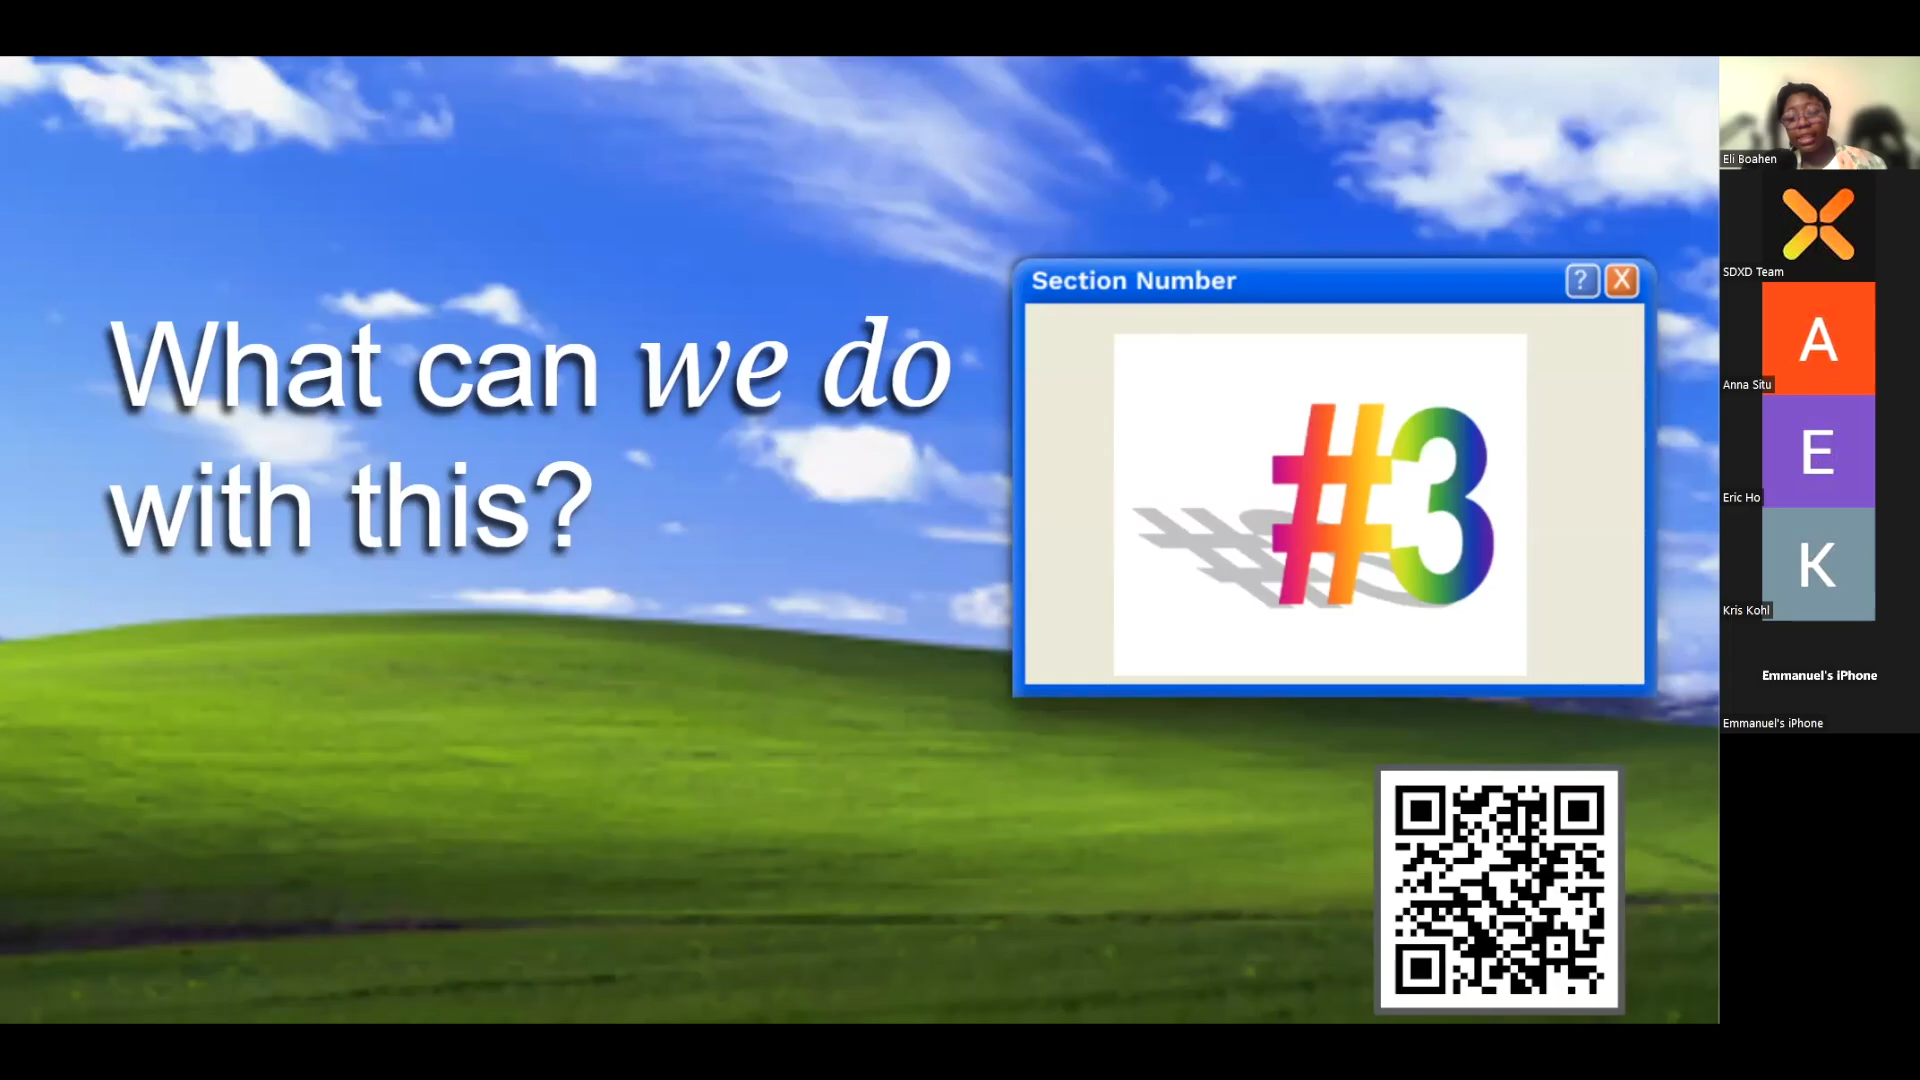 What can we do
with this?
Section Number
? X
#3
Eli Boahen
SDXD Team
A
Anna Situ
E
Eric Ho
K
Kris Kohl
Emmanuel's iPhone
Emmanuel's iPhone